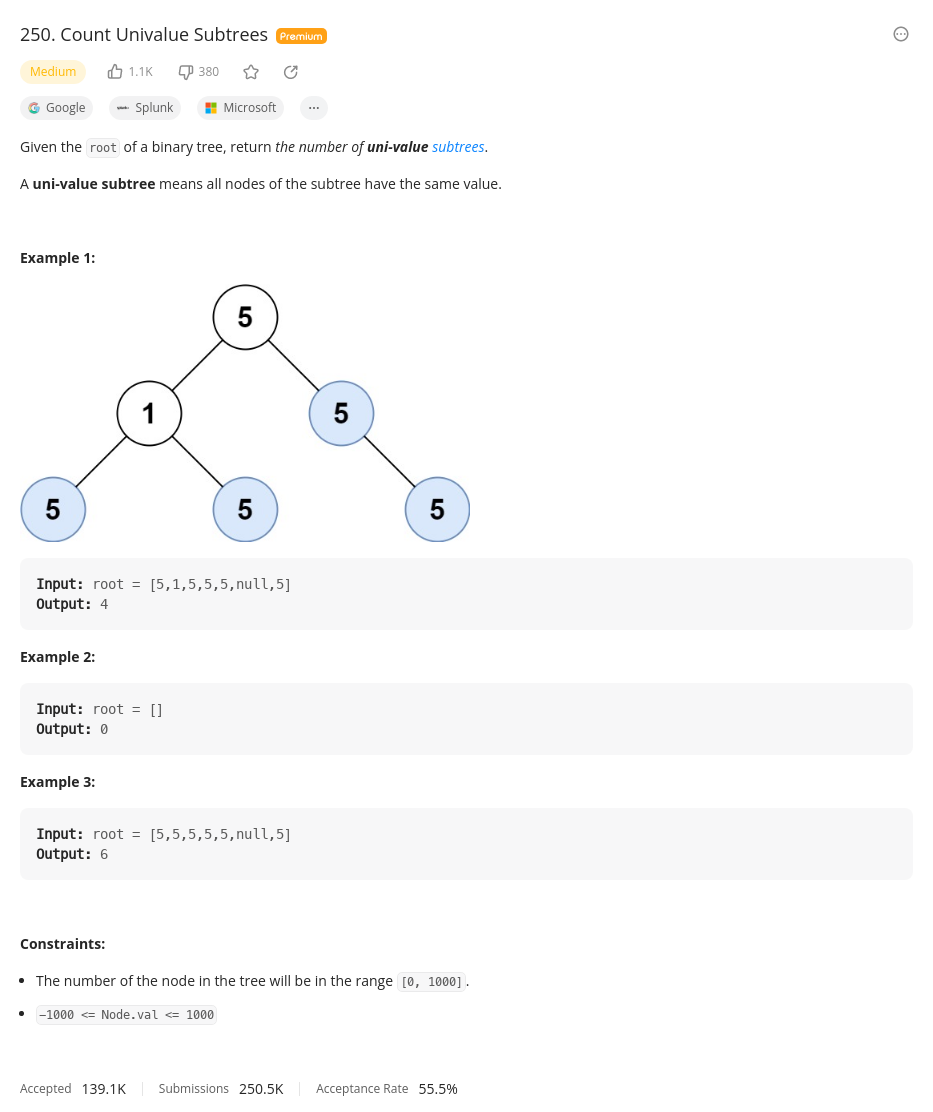 250. Count Univalue Subtrees Premium
Medium 1.1K 380
Google Splunk Microsoft ...
Given the root of a binary tree, return the number of uni-value subtrees.
A uni-value subtree means all nodes of the subtree have the same value.
Example 1:
5
1 5
5 5 5
Input: root = [5,1,5,5,5,null,5]
Output: 4
Example 2:
Input: root = []
Output: 0
Example 3:
Input: root = [5,5,5,5,5,null,5]
Output: 6
Constraints:
• The number of the node in the tree will be in the range [0, 1000].
• −1000 <= Node.val <= 1000
Accepted 139.1K Submissions 250.5K Acceptance Rate 55.5%